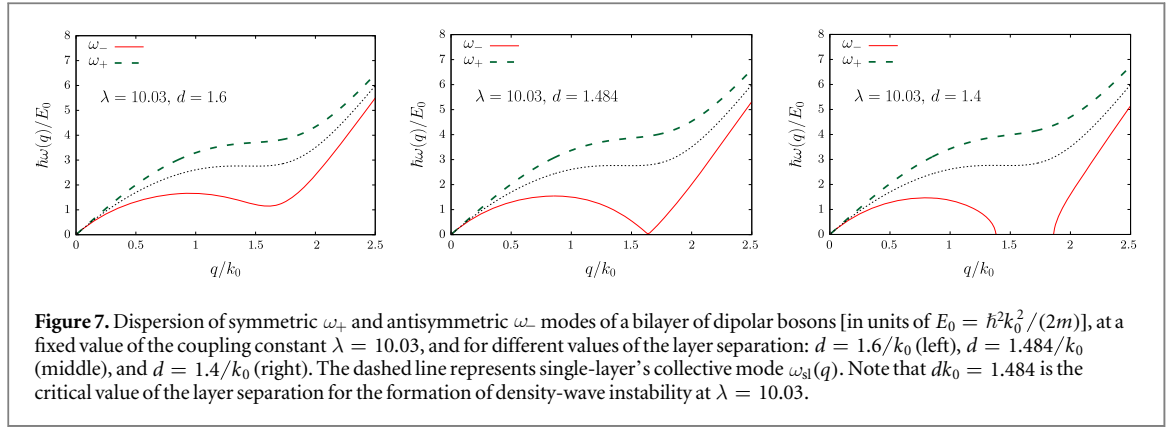 8
7
6
5
4
3
2
1
0
ħω(q)/E₀
ω₋
ω₊
λ = 10.03, d = 1.6
0 0.5 1 1.5 2 2.5
q/k₀
8
7
6
5
4
3
2
1
0
ħω(q)/E₀
ω₋
ω₊
λ = 10.03, d = 1.484
0 0.5 1 1.5 2 2.5
q/k₀
8
7
6
5
4
3
2
1
0
ħω(q)/E₀
ω₋
ω₊
λ = 10.03, d = 1.4
0 0.5 1 1.5 2 2.5
q/k₀
Figure 7. Dispersion of symmetric ω₊ and antisymmetric ω₋ modes of a bilayer of dipolar bosons [in units of E₀ = ħ²k₀²/(2m)], at a
fixed value of the coupling constant λ = 10.03, and for different values of the layer separation: d = 1.6/k₀ (left), d = 1.484/k₀
(middle), and d = 1.4/k₀ (right). The dashed line represents single-layer's collective mode ωsl(q). Note that dk₀ = 1.484 is the
critical value of the layer separation for the formation of density-wave instability at λ = 10.03.